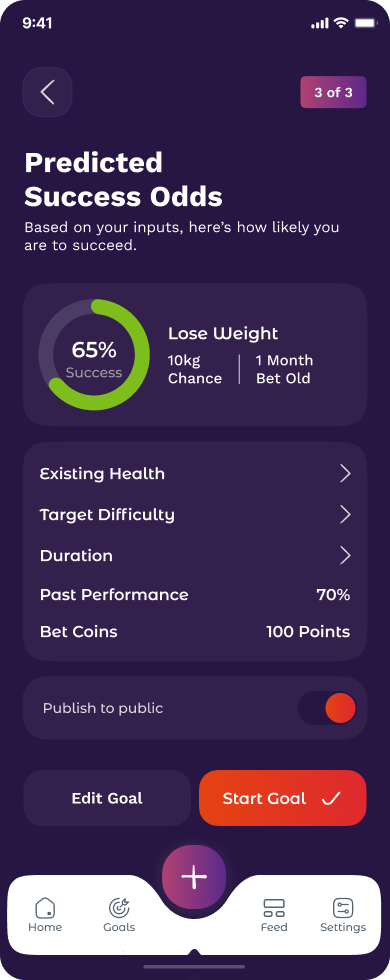 9:41
3 of 3
Predicted
Success Odds
Based on your inputs, here's how likely you
are to succeed.
65%
Success
Lose Weight
10kg
Chance
1 Month
Bet Old
Existing Health
Target Difficulty
Duration
Past Performance 70%
Bet Coins 100 Points
Publish to public
Edit Goal
Start Goal
Home
Goals
Feed
Settings